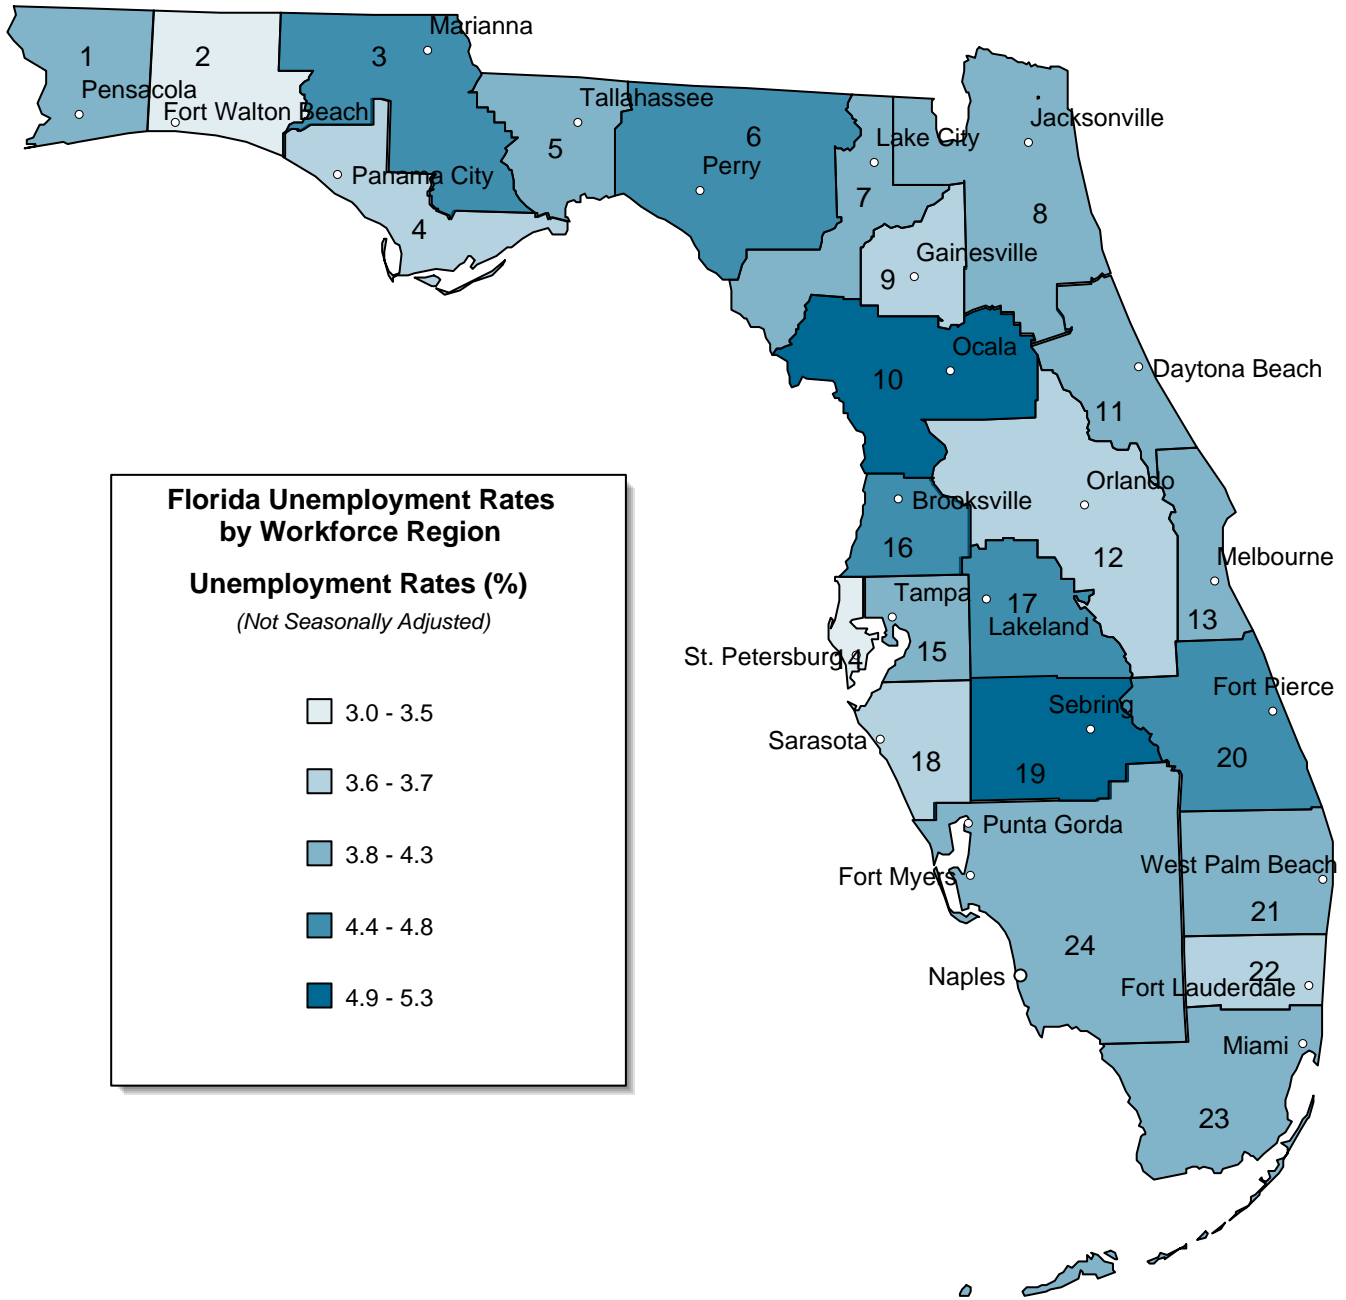 Marianna
1
2
3
Pensacola
Fort Walton Beach
Tallahassee
5
6
Perry
Lake City
Jacksonville
Panama City
4
7
8
Gainesville
9
Ocala
10
Daytona Beach
11
Florida Unemployment Rates
by Workforce Region
Unemployment Rates (%)
(Not Seasonally Adjusted)
3.0 - 3.5
3.6 - 3.7
3.8 - 4.3
4.4 - 4.8
4.9 - 5.3
Orlando
Brooksville
16
12
Melbourne
Tampa
17
13
Lakeland
St. Petersburg
14
15
Fort Pierce
Sebring
Sarasota
18
19
20
Punta Gorda
Fort Myers
West Palm Beach
21
24
Naples
22
Fort Lauderdale
Miami
23